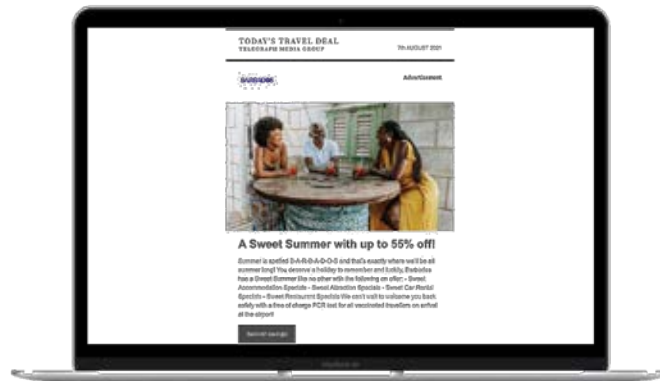 TODAY'S TRAVEL DEAL
TELEGRAPH MEDIA GROUP
7th AUGUST 2021
BARBADOS
Advertisement
A Sweet Summer with up to 55% off!
Summer is spelled B-A-R-B-A-D-O-S and that's exactly where we'll be all
summer long! You deserve a holiday to remember and luckily, Barbados
has a Sweet Summer like no other with the following on offer: - Sweet
Accommodation Specials - Sweet Attraction Specials - Sweet Car Rental
Specials - Sweet Restaurant Specials We can't wait to welcome you back
safely with a free of charge PCR test for all vaccinated travellers on arrival
at the airport!